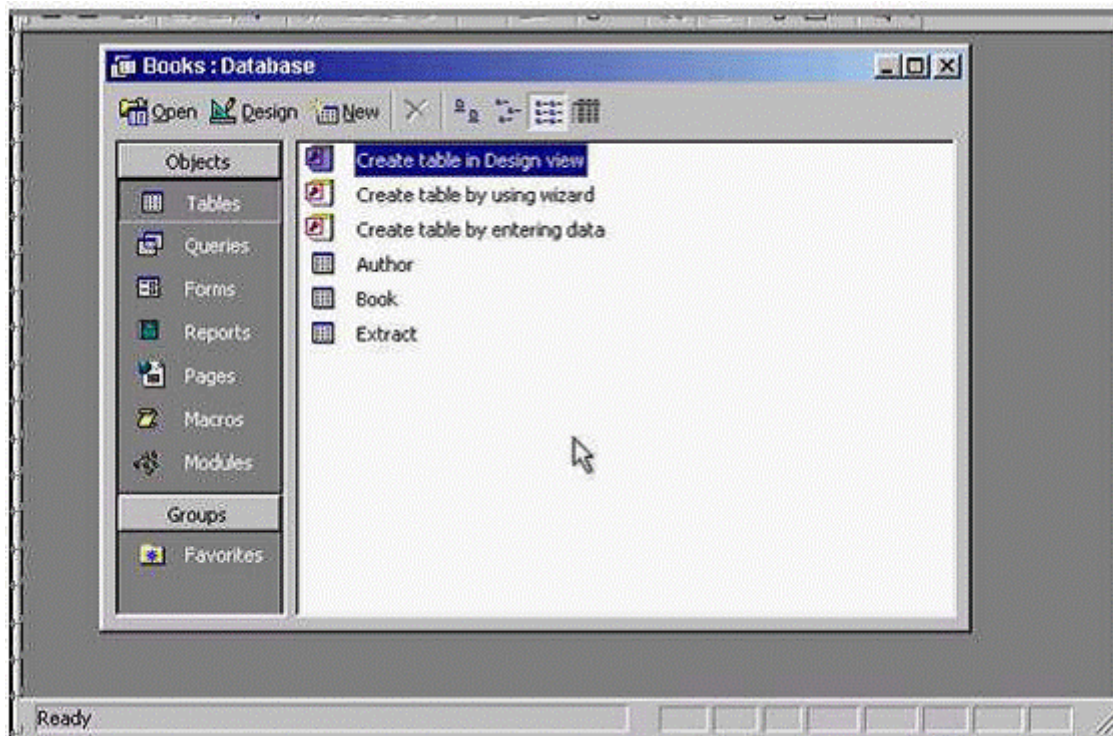 Books : Database
Open Design New
Objects
Tables
Queries
Forms
Reports
Pages
Macros
Modules
Groups
Favorites
Create table in Design view
Create table by using wizard
Create table by entering data
Author
Book
Extract
Ready